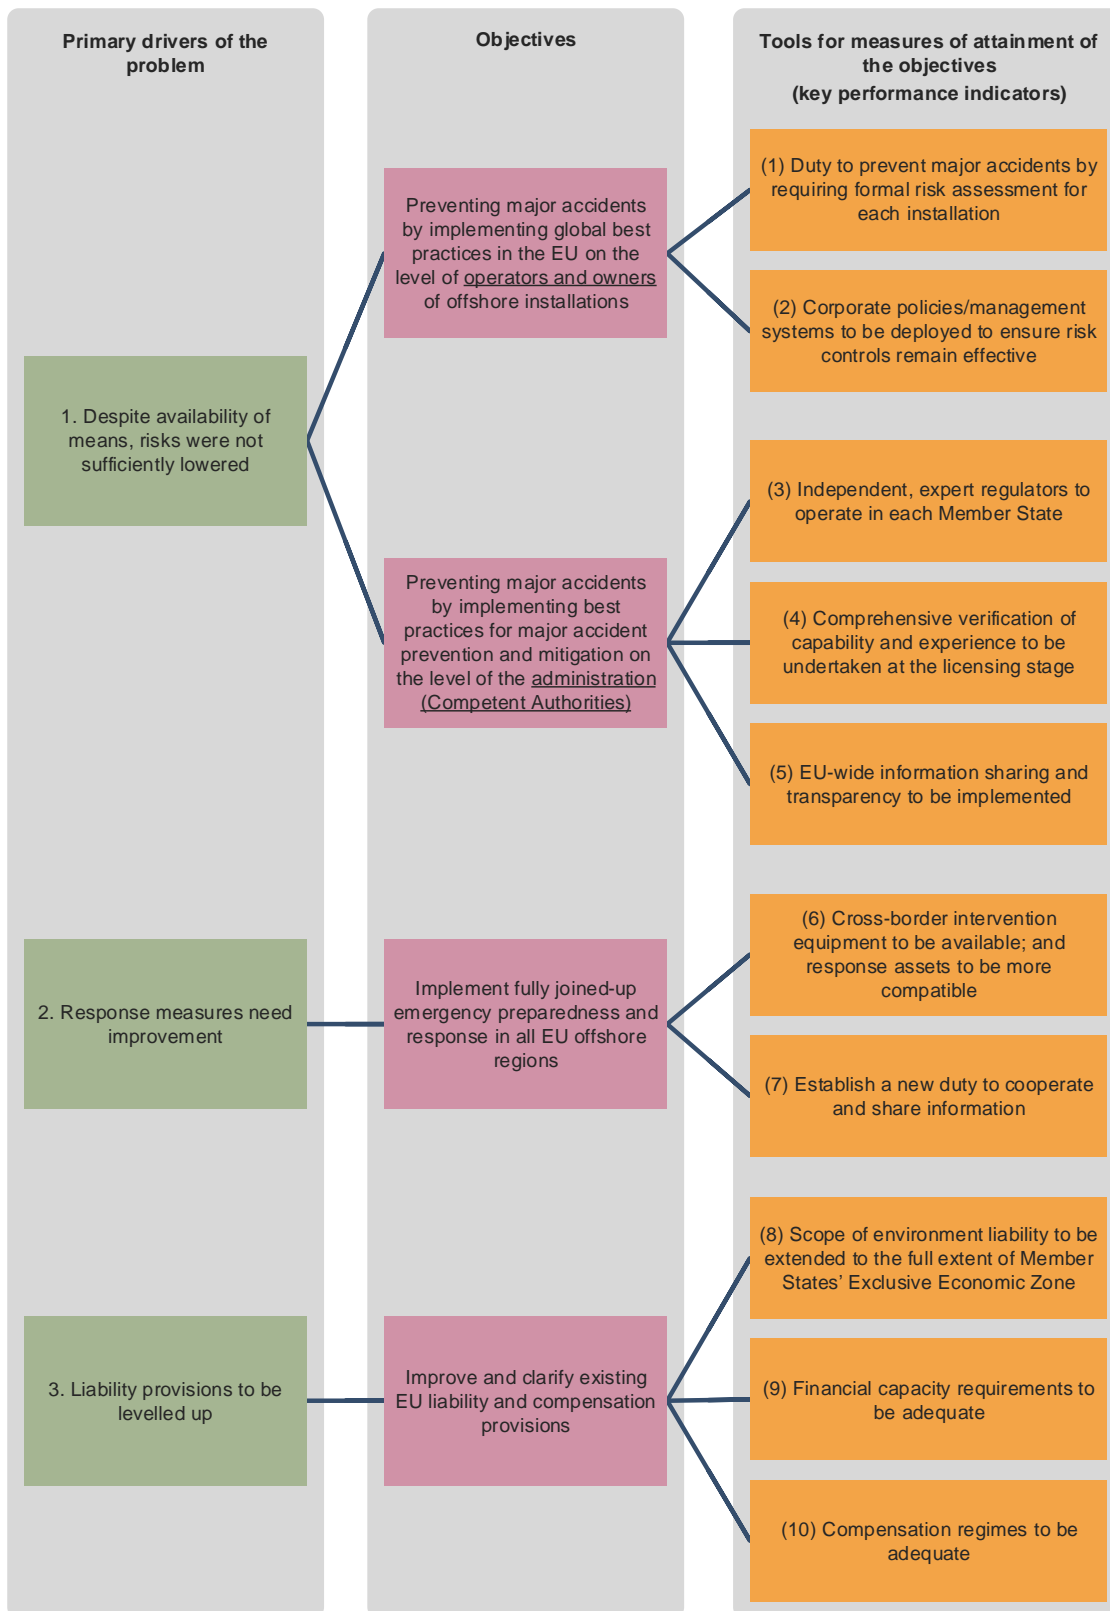 Primary drivers of the
problem
Objectives
Tools for measures of attainment of
the objectives
(key performance indicators)
1. Despite availability of
means, risks were not
sufficiently lowered
Preventing major accidents
by implementing global best
practices in the EU on the
level of operators and owners
of offshore installations
(1) Duty to prevent major accidents by
requiring formal risk assessment for
each installation
(2) Corporate policies/management
systems to be deployed to ensure risk
controls remain effective
Preventing major accidents
by implementing best
practices for major accident
prevention and mitigation on
the level of the administration
(Competent Authorities)
(3) Independent, expert regulators to
operate in each Member State
(4) Comprehensive verification of
capability and experience to be
undertaken at the licensing stage
(5) EU-wide information sharing and
transparency to be implemented
2. Response measures need
improvement
Implement fully joined-up
emergency preparedness and
response in all EU offshore
regions
(6) Cross-border intervention
equipment to be available; and
response assets to be more
compatible
(7) Establish a new duty to cooperate
and share information
3. Liability provisions to be
levelled up
Improve and clarify existing
EU liability and compensation
provisions
(8) Scope of environment liability to be
extended to the full extent of Member
States’ Exclusive Economic Zone
(9) Financial capacity requirements to
be adequate
(10) Compensation regimes to be
adequate